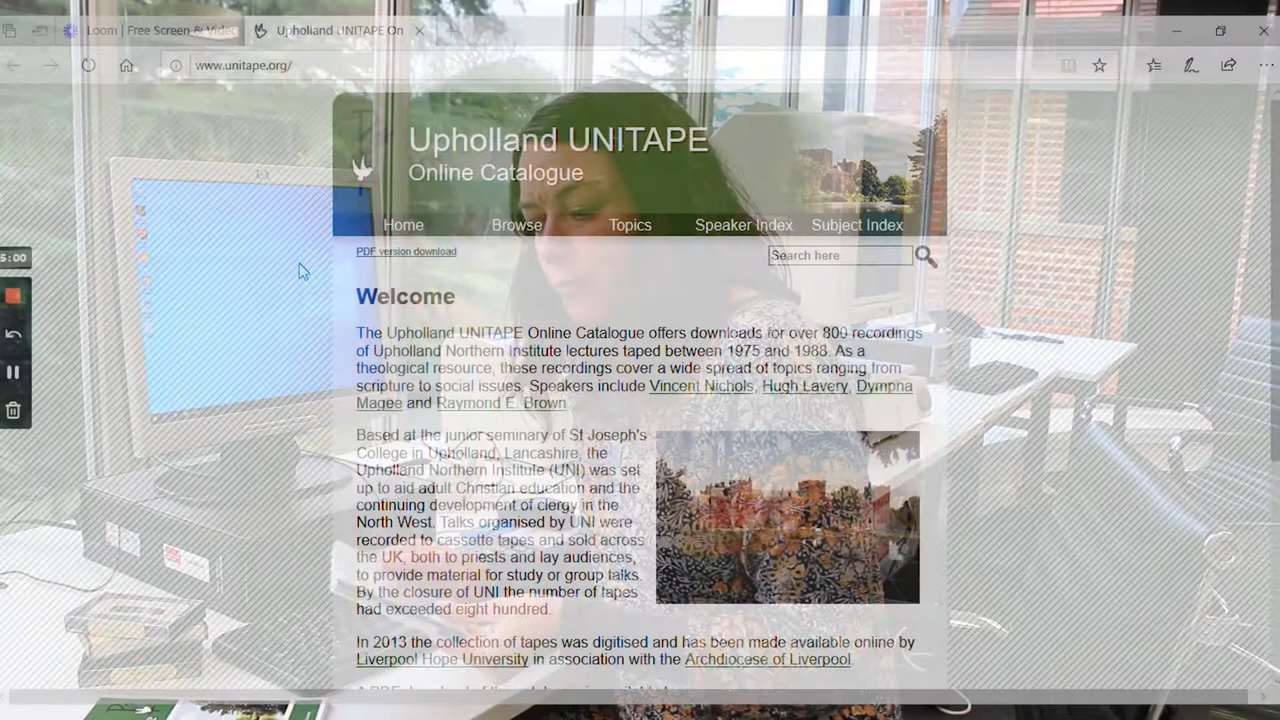 Loom | Free Screen & Videc
Upholland UNITAPE On
www.unitape.org/
Upholland UNITAPE
Online Catalogue
Home Browse Topics Speaker Index Subject Index
PDF version download
Search here
5:00
Welcome
The Upholland UNITAPE Online Catalogue offers downloads for over 800 recordings
of Upholland Northern Institute lectures taped between 1975 and 1988. As a
theological resource, these recordings cover a wide spread of topics ranging from
scripture to social issues. Speakers include Vincent Nichols, Hugh Lavery, Dympna
Magee and Raymond E. Brown
Based at the junior seminary of St Joseph's
College in Upholland, Lancashire, the
Upholland Northern Institute (UNI) was set
up to aid adult Christian education and the
continuing development of clergy in the
North West. Talks organised by UNI were
recorded to cassette tapes and sold across
the UK, both to priests and lay audiences,
to provide material for study or group talks.
By the closure of UNI the number of tapes
had exceeded eight hundred.
In 2013 the collection of tapes was digitised and has been made available online by
Liverpool Hope University in association with the Archdiocese of Liverpool.